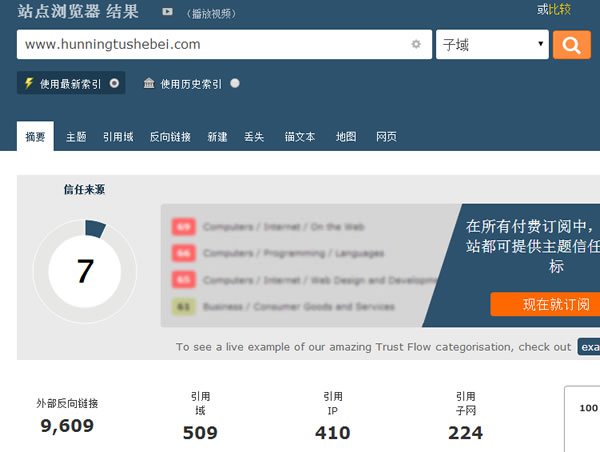 站点浏览器 结果
（播放视频）
或比较
www.hunningtushebei.com
子域
使用最新索引
使用历史索引
摘要 主题 引用域 反向链接 新建 丢失 锚文本 地图 网页
信任来源
7
69 Computers / Internet / On the Web
66 Computers / Programming / Languages
65 Computers / Internet / Web Design and Developme
61 Business / Consumer Goods and Services
在所有付费订阅中，
站都可提供主题信任
标
现在就订阅
To see a live example of our amazing Trust Flow categorisation, check out exa
外部反向链接
9,609
引用
域
509
引用
IP
410
引用
子网
224
100